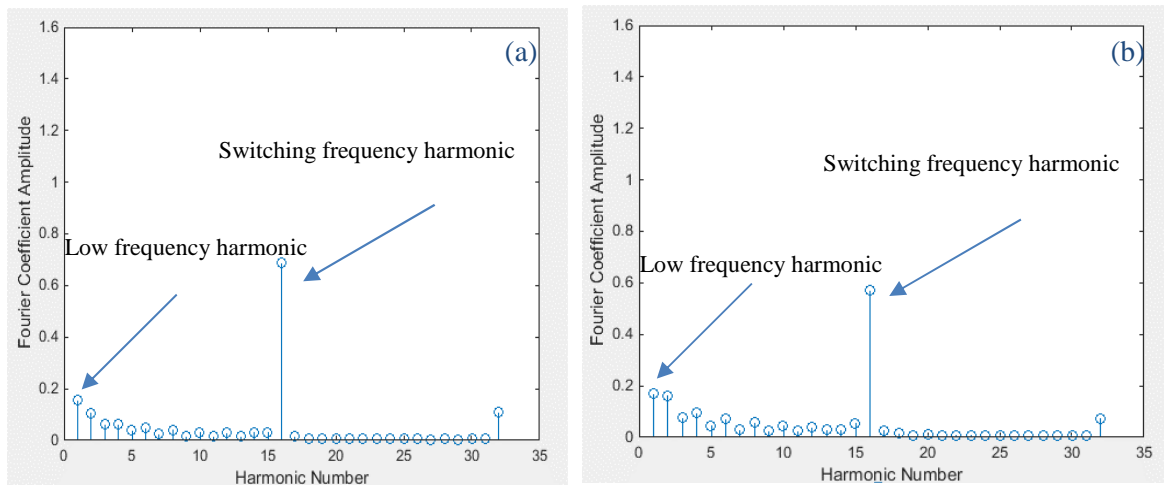 (a)
1.6
1.4
1.2
1
0.8
0.6
0.4
0.2
0
Fourier Coefficient Amplitude
Switching frequency harmonic
Low frequency harmonic
0 5 10 15 20 25 30 35
Harmonic Number
(b)
1.6
1.4
1.2
1
0.8
0.6
0.4
0.2
0
Fourier Coefficient Amplitude
Switching frequency harmonic
Low frequency harmonic
0 5 10 15 20 25 30 35
Harmonic Number